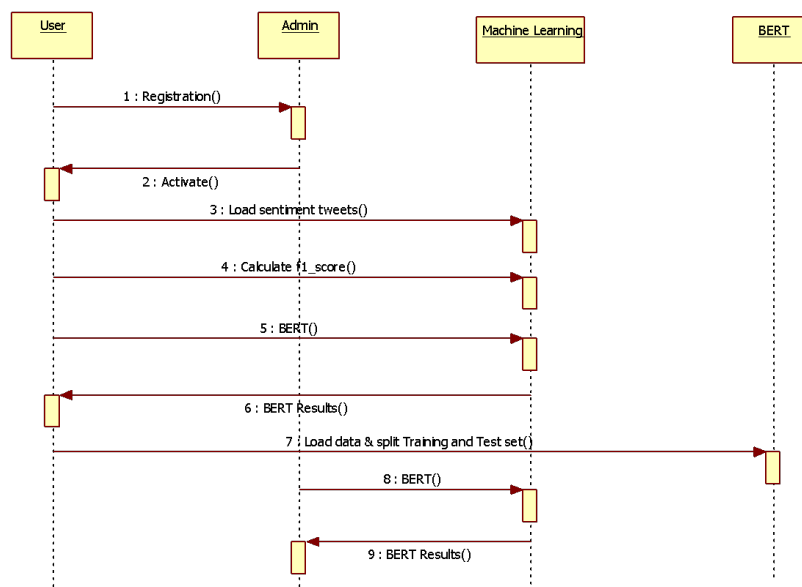 User
Admin
Machine Learning
BERT
1 : Registration()
2 : Activate()
3 : Load sentiment tweets()
4 : Calculate f1_score()
5 : BERT()
6 : BERT Results()
7 : Load data & split Training and Test set()
8 : BERT()
9 : BERT Results()